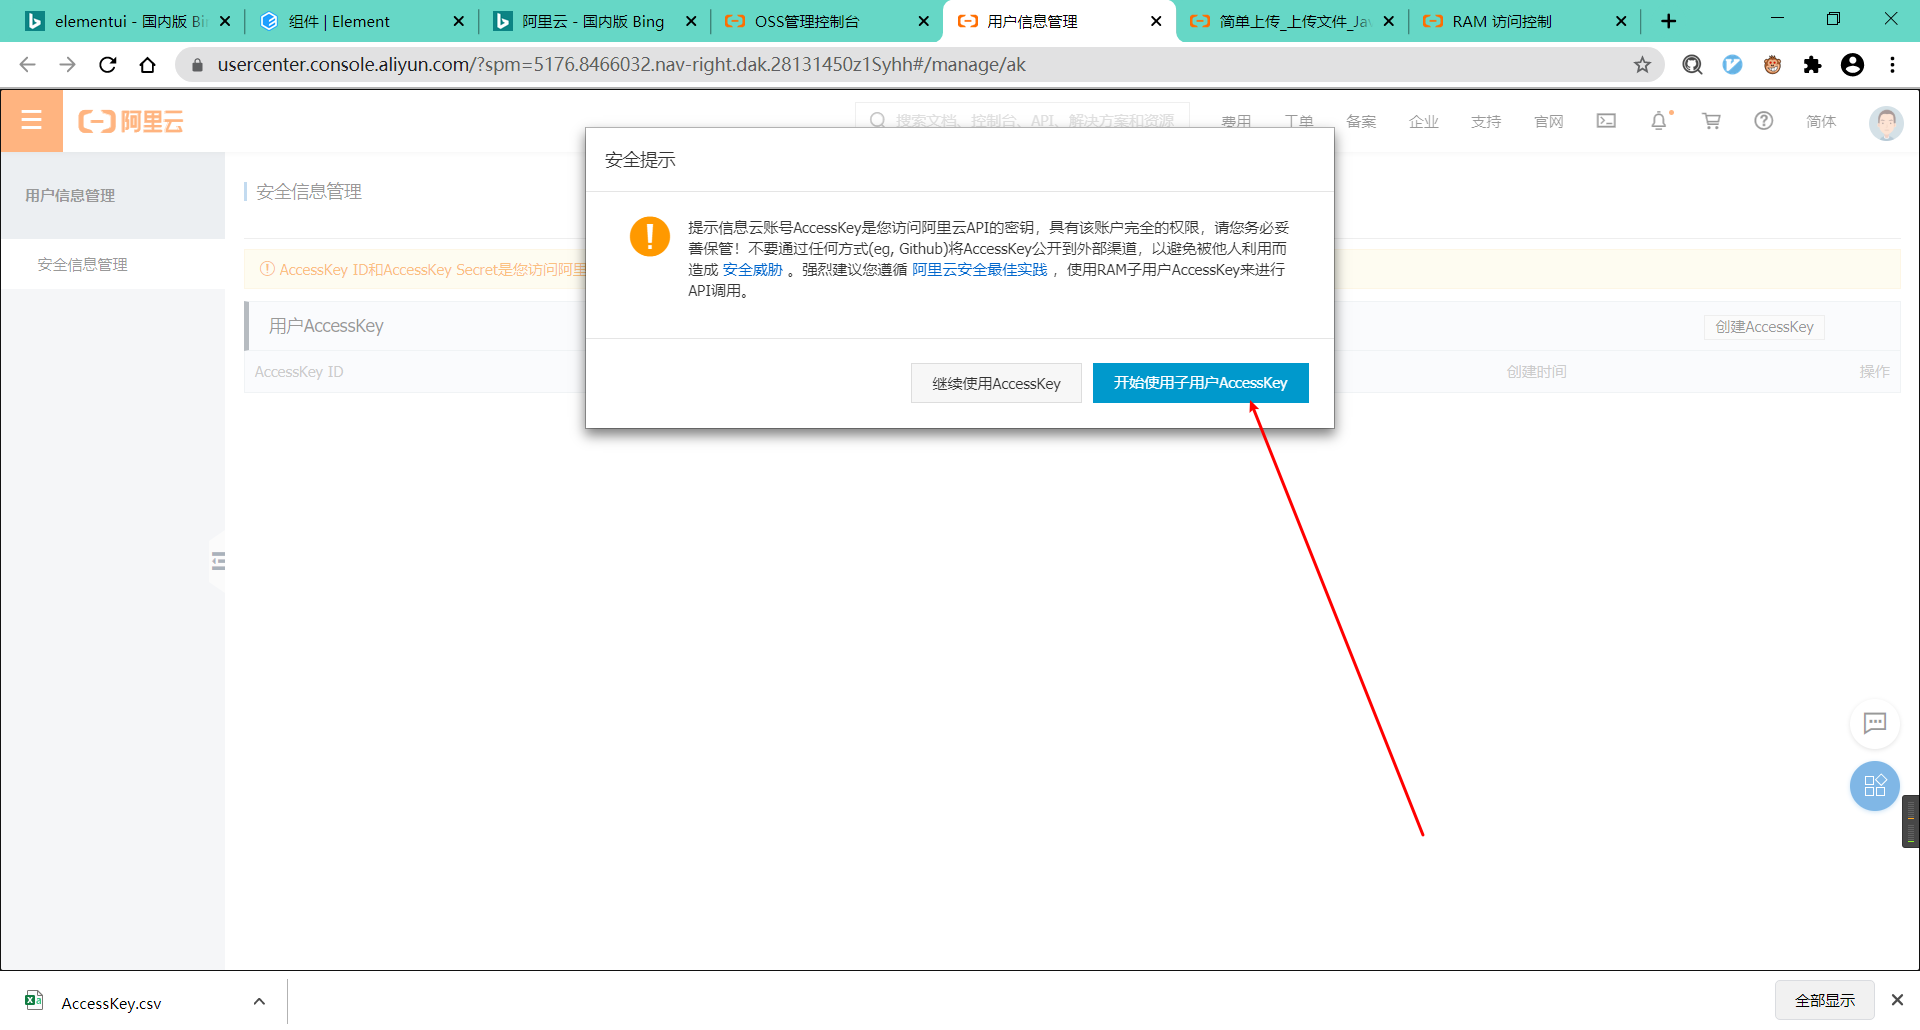 elementui - 国内版 Bi
组件 | Element
阿里云 - 国内版 Bing
OSS管理控制台
用户信息管理
简单上传_上传文件_Jav
RAM 访问控制
usercenter.console.aliyun.com/?spm=5176.8466032.nav-right.dak.28131450z1Syhh#/manage/ak
阿里云
搜索文档、控制台、API、解决方案和资源
费用
工单
备案
企业
支持
官网
简体
用户信息管理
安全信息管理
安全信息管理
AccessKey ID和AccessKey Secret是您访问阿里
用户AccessKey
创建AccessKey
AccessKey ID
创建时间
操作
安全提示
提示信息云账号AccessKey是您访问阿里云API的密钥，具有该账户完全的权限，请您务必妥
善保管！不要通过任何方式(eg, Github)将AccessKey公开到外部渠道，以避免被他人利用而
造成 安全威胁 。强烈建议您遵循 阿里云安全最佳实践 ，使用RAM子用户AccessKey来进行
API调用。
继续使用AccessKey
开始使用子用户AccessKey
AccessKey.csv
全部显示